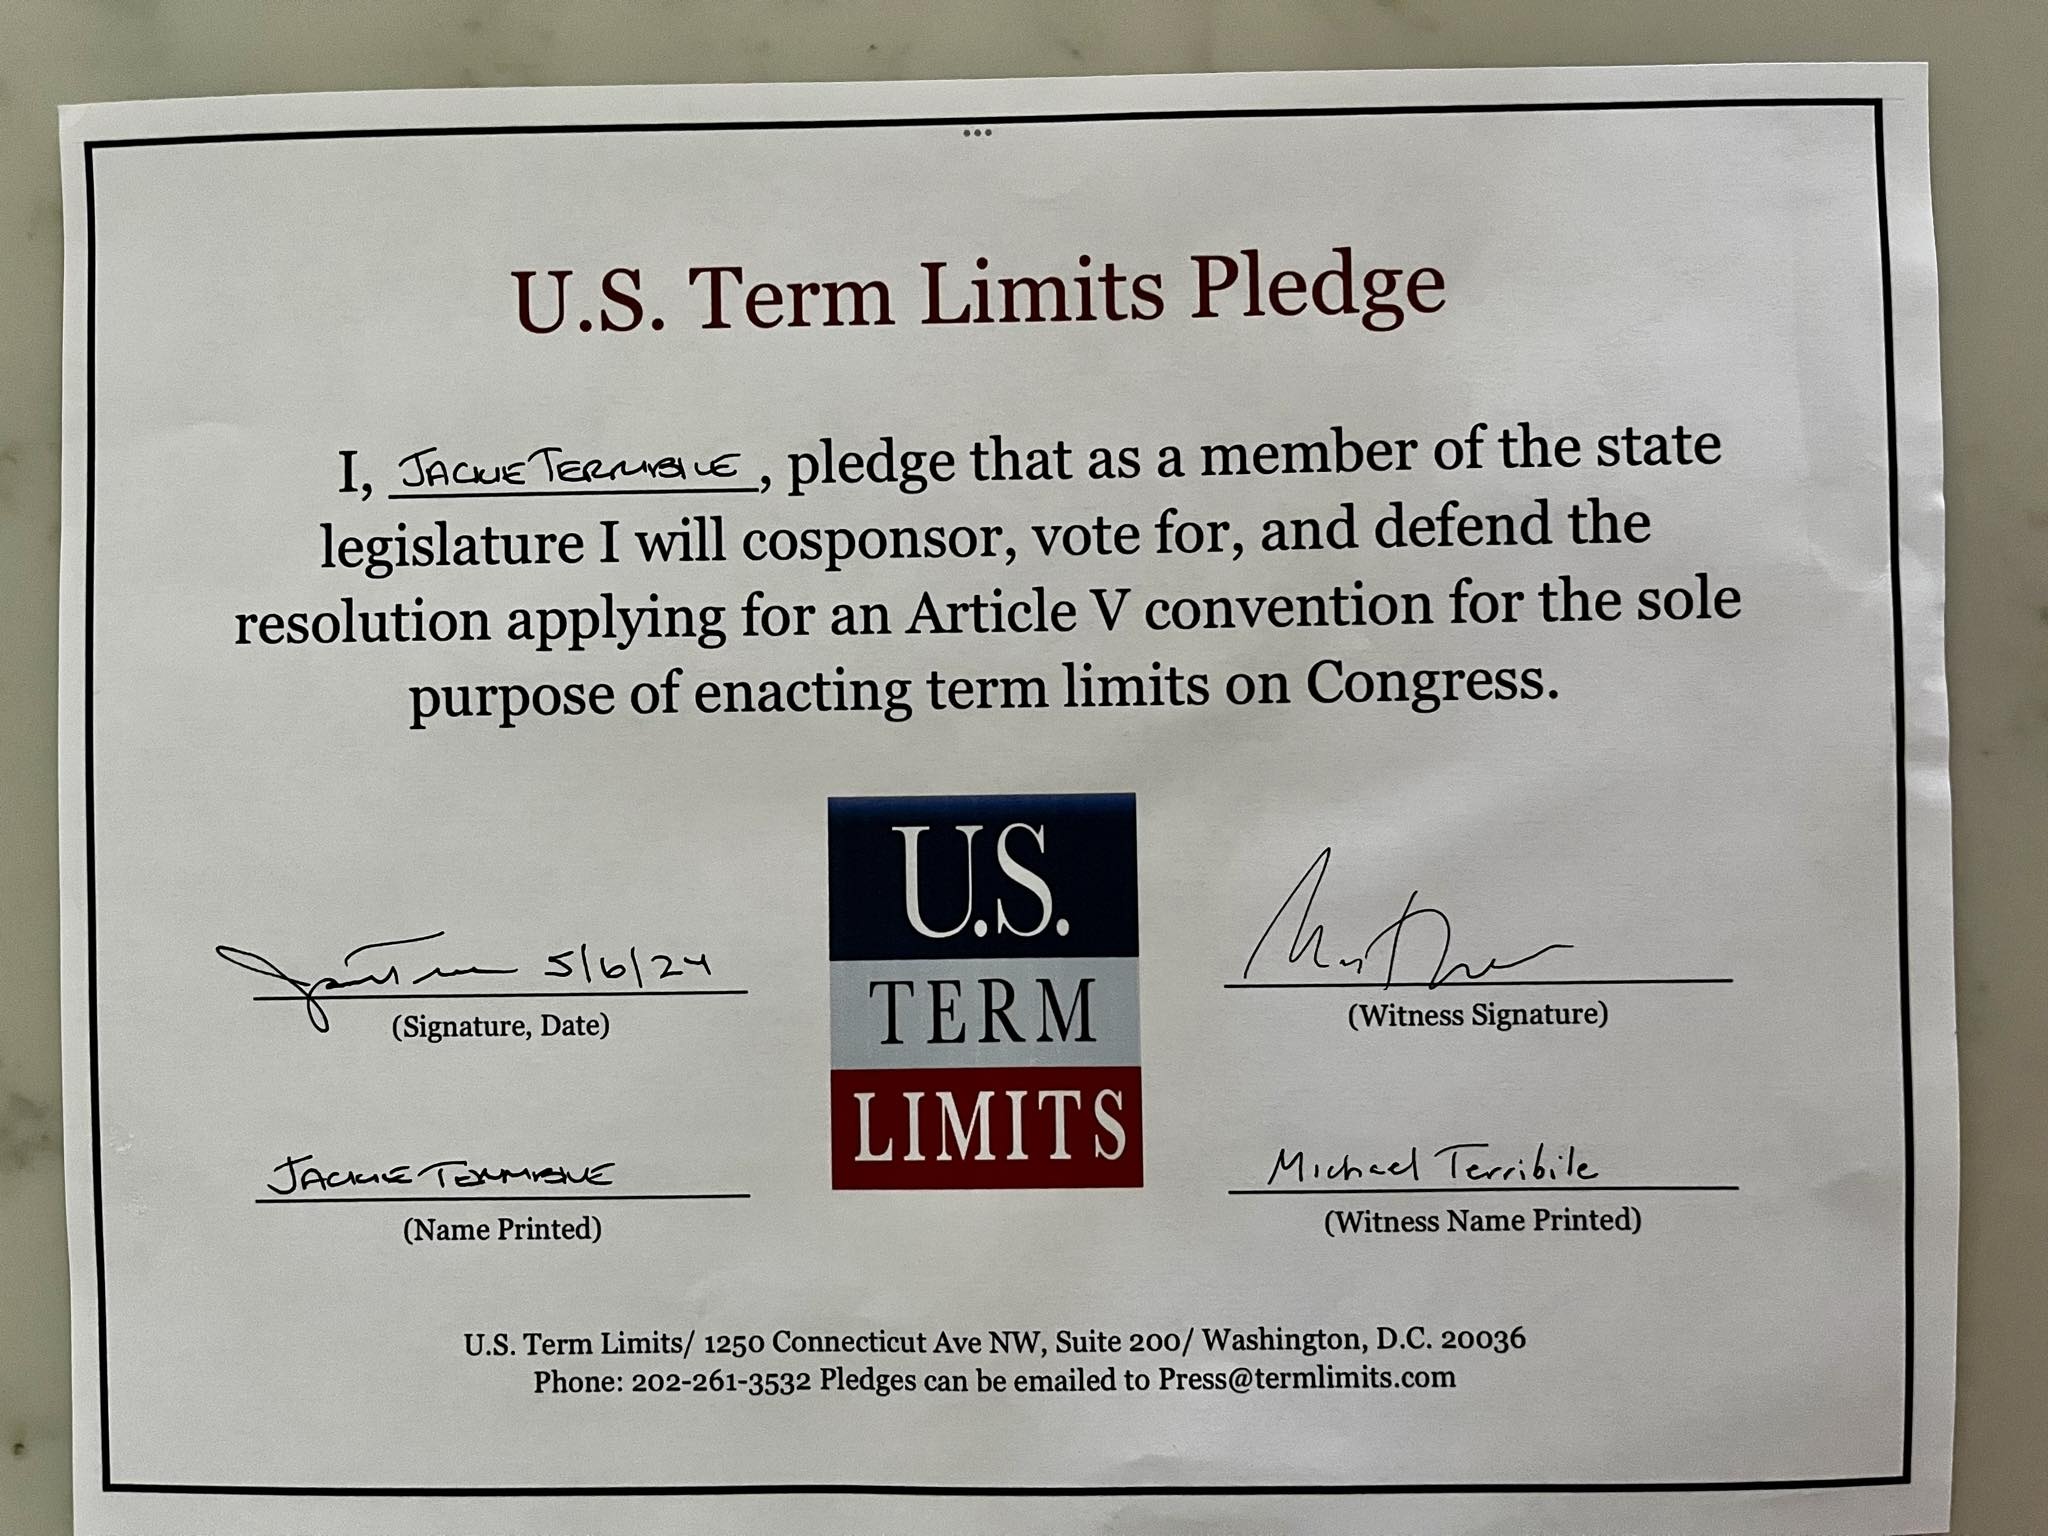 U.S. Term Limits Pledge
I, JACKIE TERRIBILE, pledge that as a member of the state
legislature I will cosponsor, vote for, and defend the
resolution applying for an Article V convention for the sole
purpose of enacting term limits on Congress.
U.S.
TERM
LIMITS
5/6/24
(Signature, Date)
(Witness Signature)
JACKIE TERRIBILE
(Name Printed)
Michael Terribile
(Witness Name Printed)
U.S. Term Limits/ 1250 Connecticut Ave NW, Suite 200/ Washington, D.C. 20036
Phone: 202-261-3532 Pledges can be emailed to Press@termlimits.com